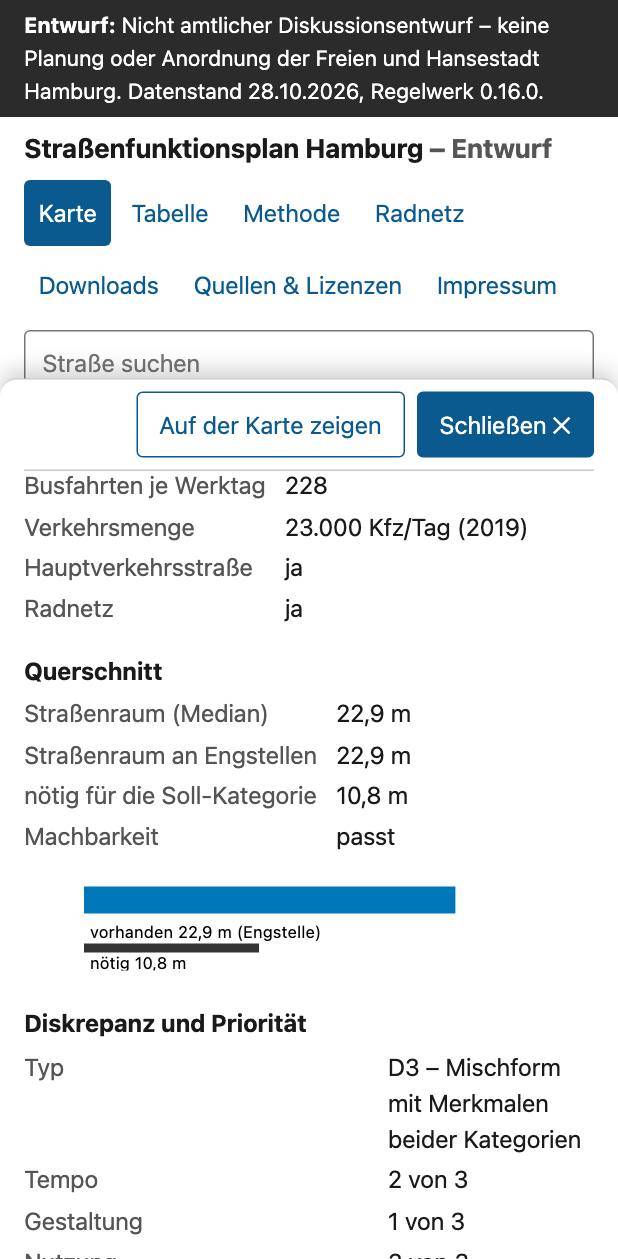 Entwurf: Nicht amtlicher Diskussionsentwurf – keine
Planung oder Anordnung der Freien und Hansestadt
Hamburg. Datenstand 28.10.2026, Regelwerk 0.16.0.
Straßenfunktionsplan Hamburg – Entwurf
Karte Tabelle Methode Radnetz
Downloads Quellen & Lizenzen Impressum
Straße suchen
Auf der Karte zeigen Schließen ✕
Busfahrten je Werktag 228
Verkehrsmenge 23.000 Kfz/Tag (2019)
Hauptverkehrsstraße ja
Radnetz ja
Querschnitt
Straßenraum (Median) 22,9 m
Straßenraum an Engstellen 22,9 m
nötig für die Soll-Kategorie 10,8 m
Machbarkeit passt
vorhanden 22,9 m (Engstelle)
nötig 10,8 m
Diskrepanz und Priorität
Typ D3 – Mischform
mit Merkmalen
beider Kategorien
Tempo 2 von 3
Gestaltung 1 von 3